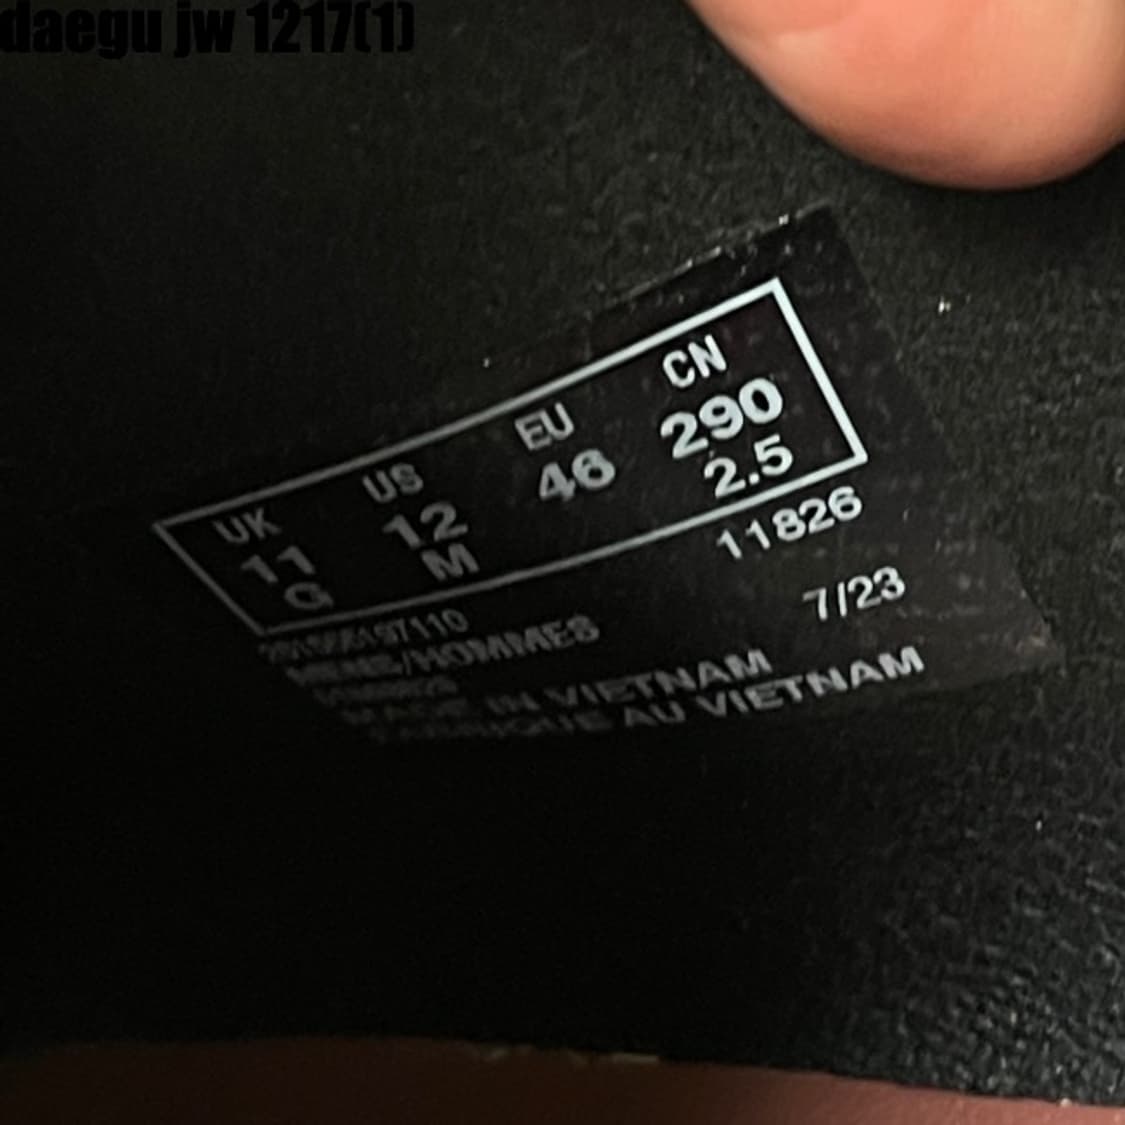 daegu jw 1217(1)
UK US EU CN
11 12 46 290
G M 2.5
11826
7/23
MENS/HOMMES
MADE IN VIETNAM
FABRIQUE AU VIETNAM